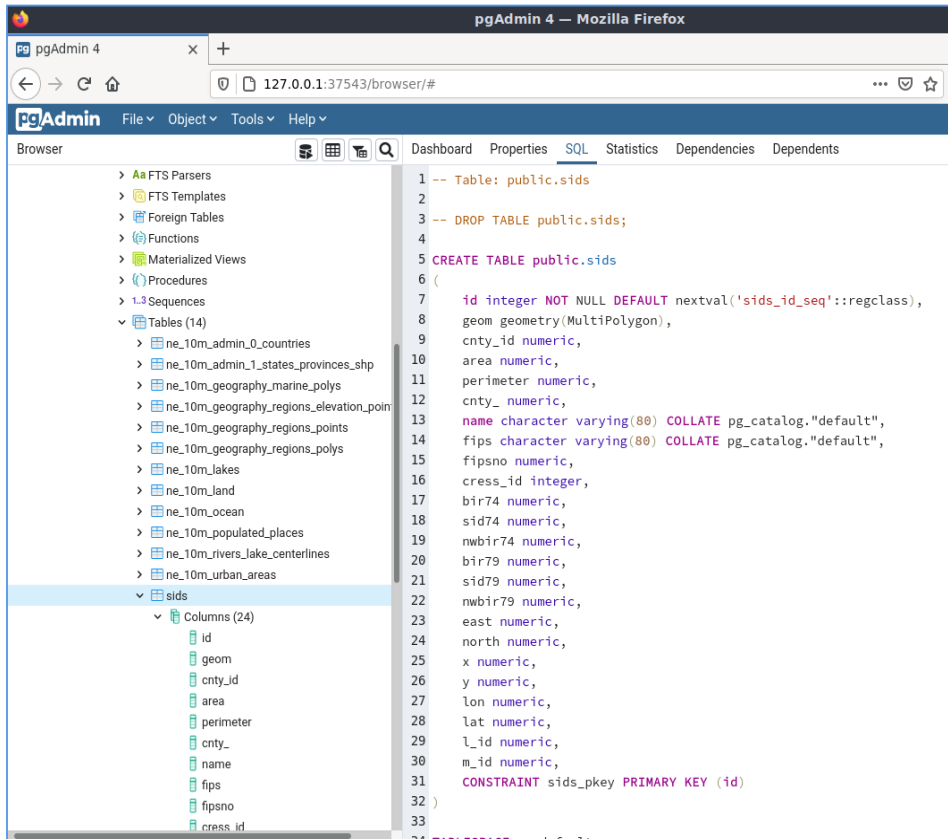 pgAdmin 4 — Mozilla Firefox
pgAdmin 4
127.0.0.1:37543/browser/#
pgAdmin File Object Tools Help
Browser
Dashboard Properties SQL Statistics Dependencies Dependents
FTS Parsers
FTS Templates
Foreign Tables
Functions
Materialized Views
Procedures
1..3 Sequences
Tables (14)
ne_10m_admin_0_countries
ne_10m_admin_1_states_provinces_shp
ne_10m_geography_marine_polys
ne_10m_geography_regions_elevation_poin
ne_10m_geography_regions_points
ne_10m_geography_regions_polys
ne_10m_lakes
ne_10m_land
ne_10m_ocean
ne_10m_populated_places
ne_10m_rivers_lake_centerlines
ne_10m_urban_areas
sids
Columns (24)
id
geom
cnty_id
area
perimeter
cnty_
name
fips
fipsno
cress_id
1 -- Table: public.sids
2
3 -- DROP TABLE public.sids;
4
5 CREATE TABLE public.sids
6 (
7 id integer NOT NULL DEFAULT nextval('sids_id_seq'::regclass),
8 geom geometry(MultiPolygon),
9 cnty_id numeric,
10 area numeric,
11 perimeter numeric,
12 cnty_ numeric,
13 name character varying(80) COLLATE pg_catalog."default",
14 fips character varying(80) COLLATE pg_catalog."default",
15 fipsno numeric,
16 cress_id integer,
17 bir74 numeric,
18 sid74 numeric,
19 nwbir74 numeric,
20 bir79 numeric,
21 sid79 numeric,
22 nwbir79 numeric,
23 east numeric,
24 north numeric,
25 x numeric,
26 y numeric,
27 lon numeric,
28 lat numeric,
29 l_id numeric,
30 m_id numeric,
31 CONSTRAINT sids_pkey PRIMARY KEY (id)
32 )
33